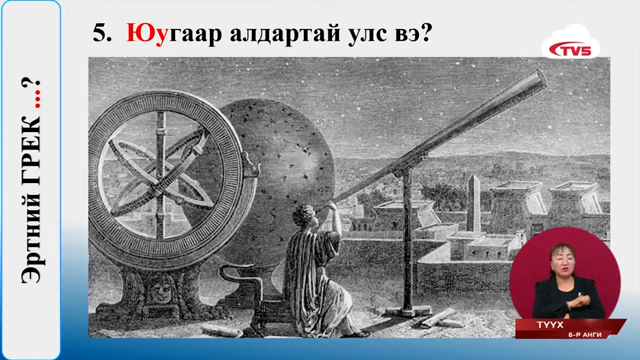 5. Юугаар алдартай улс вэ?
TV5
Эртний ГРЕК ...?
ТҮҮХ
6-Р АНГИ